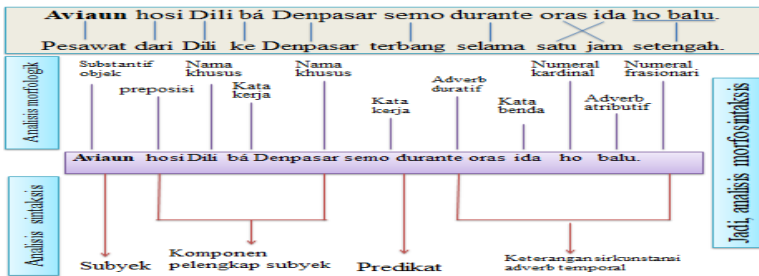 Aviaun hosi Dili bá Denpasar semo durante oras ida ho balu.
Pesawat dari Dili ke Denpasar terbang selama satu jam setengah.
Analisis morfologik
Substantif objek
preposisi
Nama khusus
Kata kerja
Nama khusus
Kata kerja
Adverb duratif
Kata benda
Numeral kardinal
Adverb atributif
Numeral frasionari
Aviaun hosi Dili bá Denpasar semo durante oras ida ho balu.
Analisis sintaksis
Subyek
Komponen
pelengkap subyek
Predikat
Keterangan sirkunstansi
adverb temporal
Jadi, analisis morfosintaksis